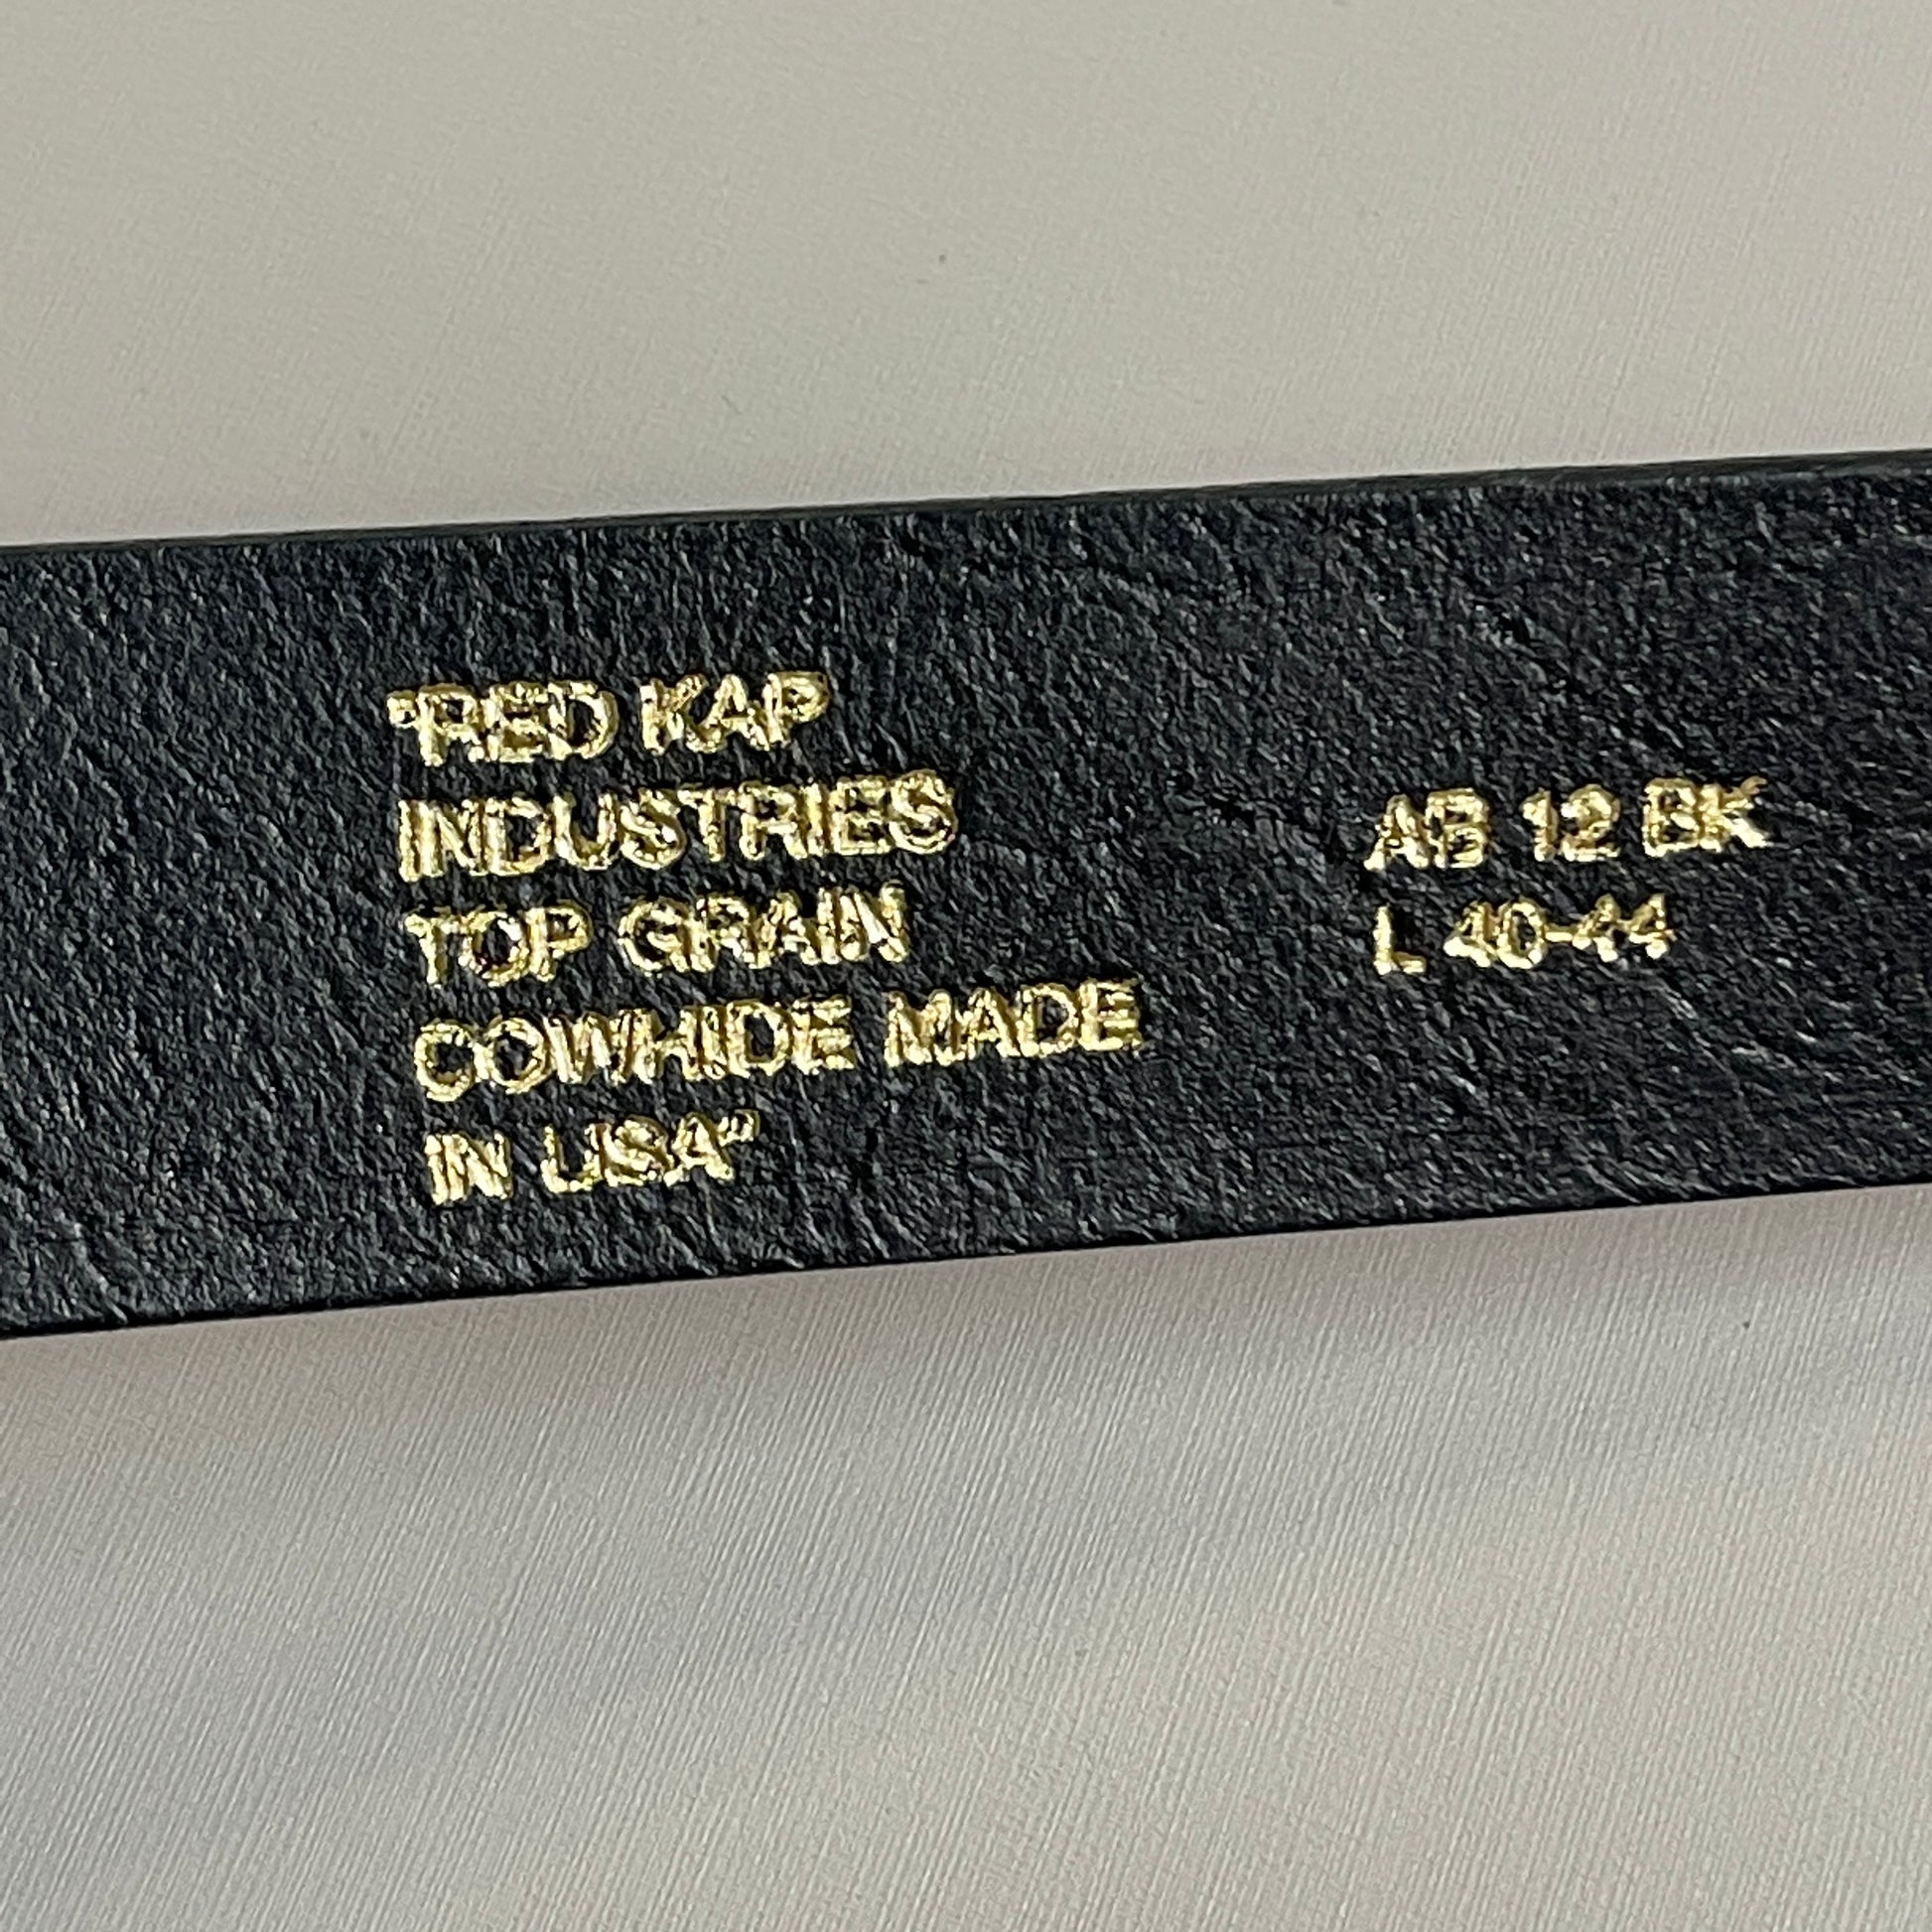 "RED KAP
INDUSTRIES
TOP GRAIN
COWHIDE MADE
IN USA"
AB 12 BK
L 40-44